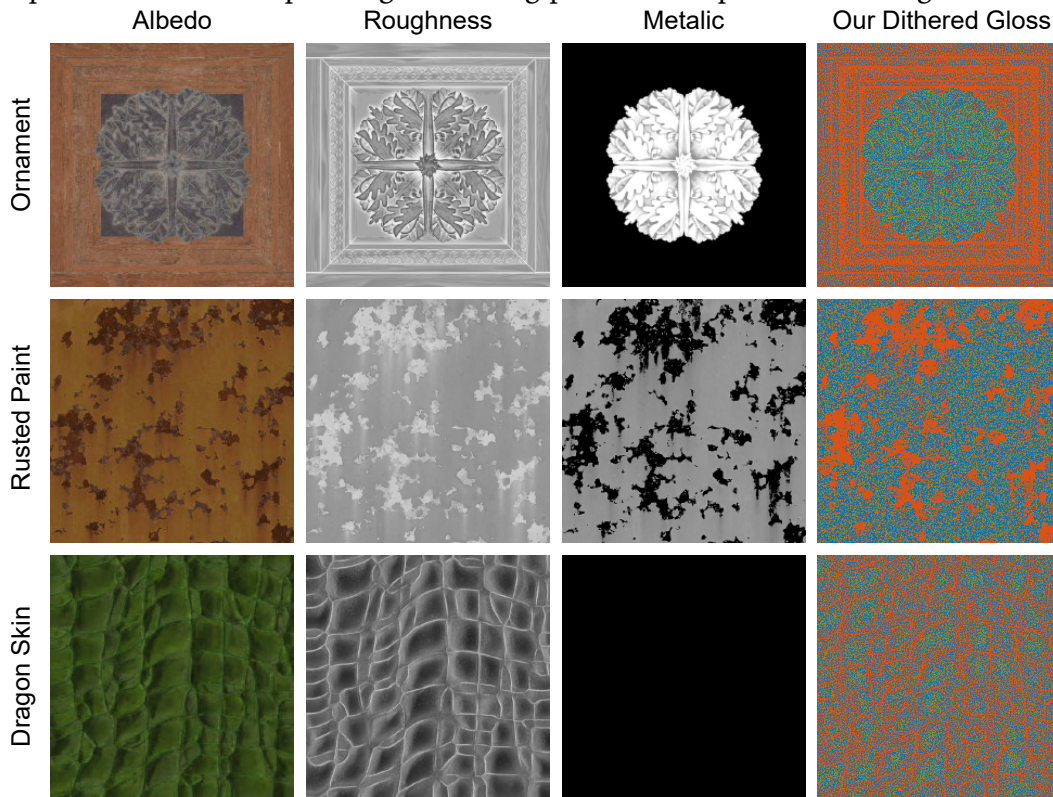 Albedo Roughness Metalic Our Dithered Gloss
Ornament
Rusted Paint
Dragon Skin